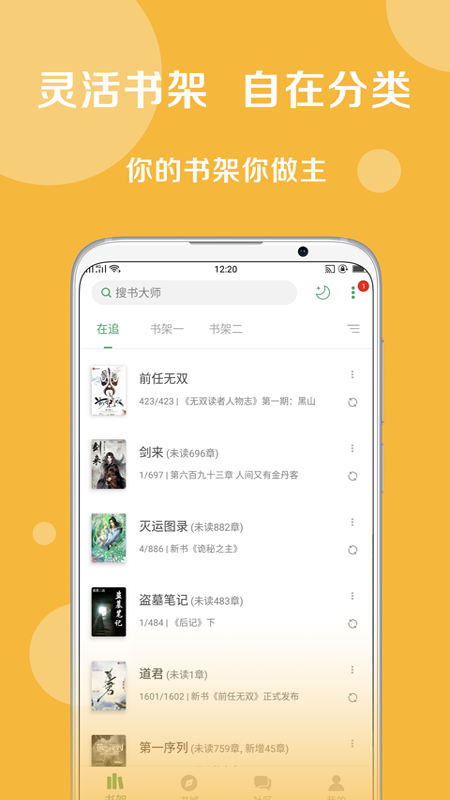 灵活书架 自在分类
你的书架你做主
12:20
搜书大师
1
在追 书架一 书架二
前任无双
423/423 | 《无双读者人物志》第一期：黑山
剑来 (未读696章)
1/697 | 第六百九十三章 人间又有金丹客
灭运图录 (未读882章)
4/886 | 新书《诡秘之主》
盗墓笔记 (未读483章)
1/484 | 《后记》下
道君 (未读1章)
1601/1602 | 新书《前任无双》正式发布
第一序列 (未读759章, 新增45章)
书架
社区